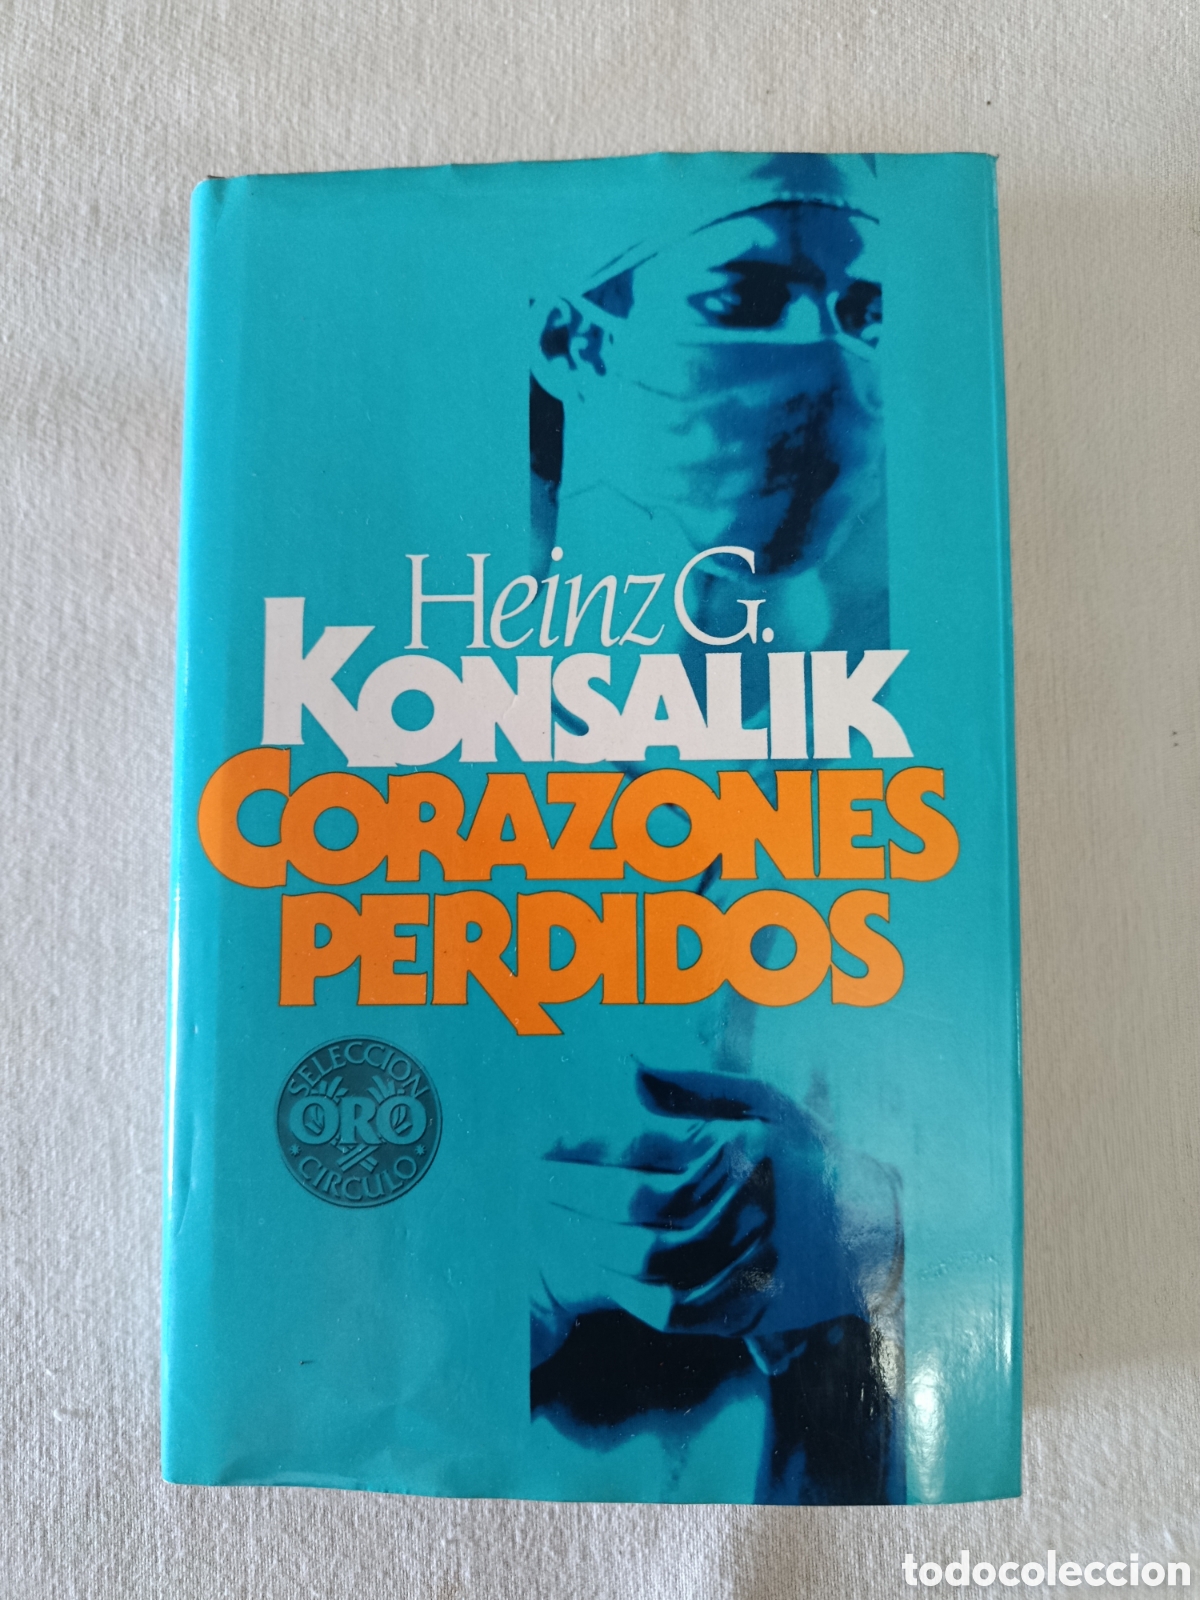 Heinz G.
KONSALIK
CORAZONES
PERDIDOS
SELECCION
ORO
CIRCULO
todocoleccion